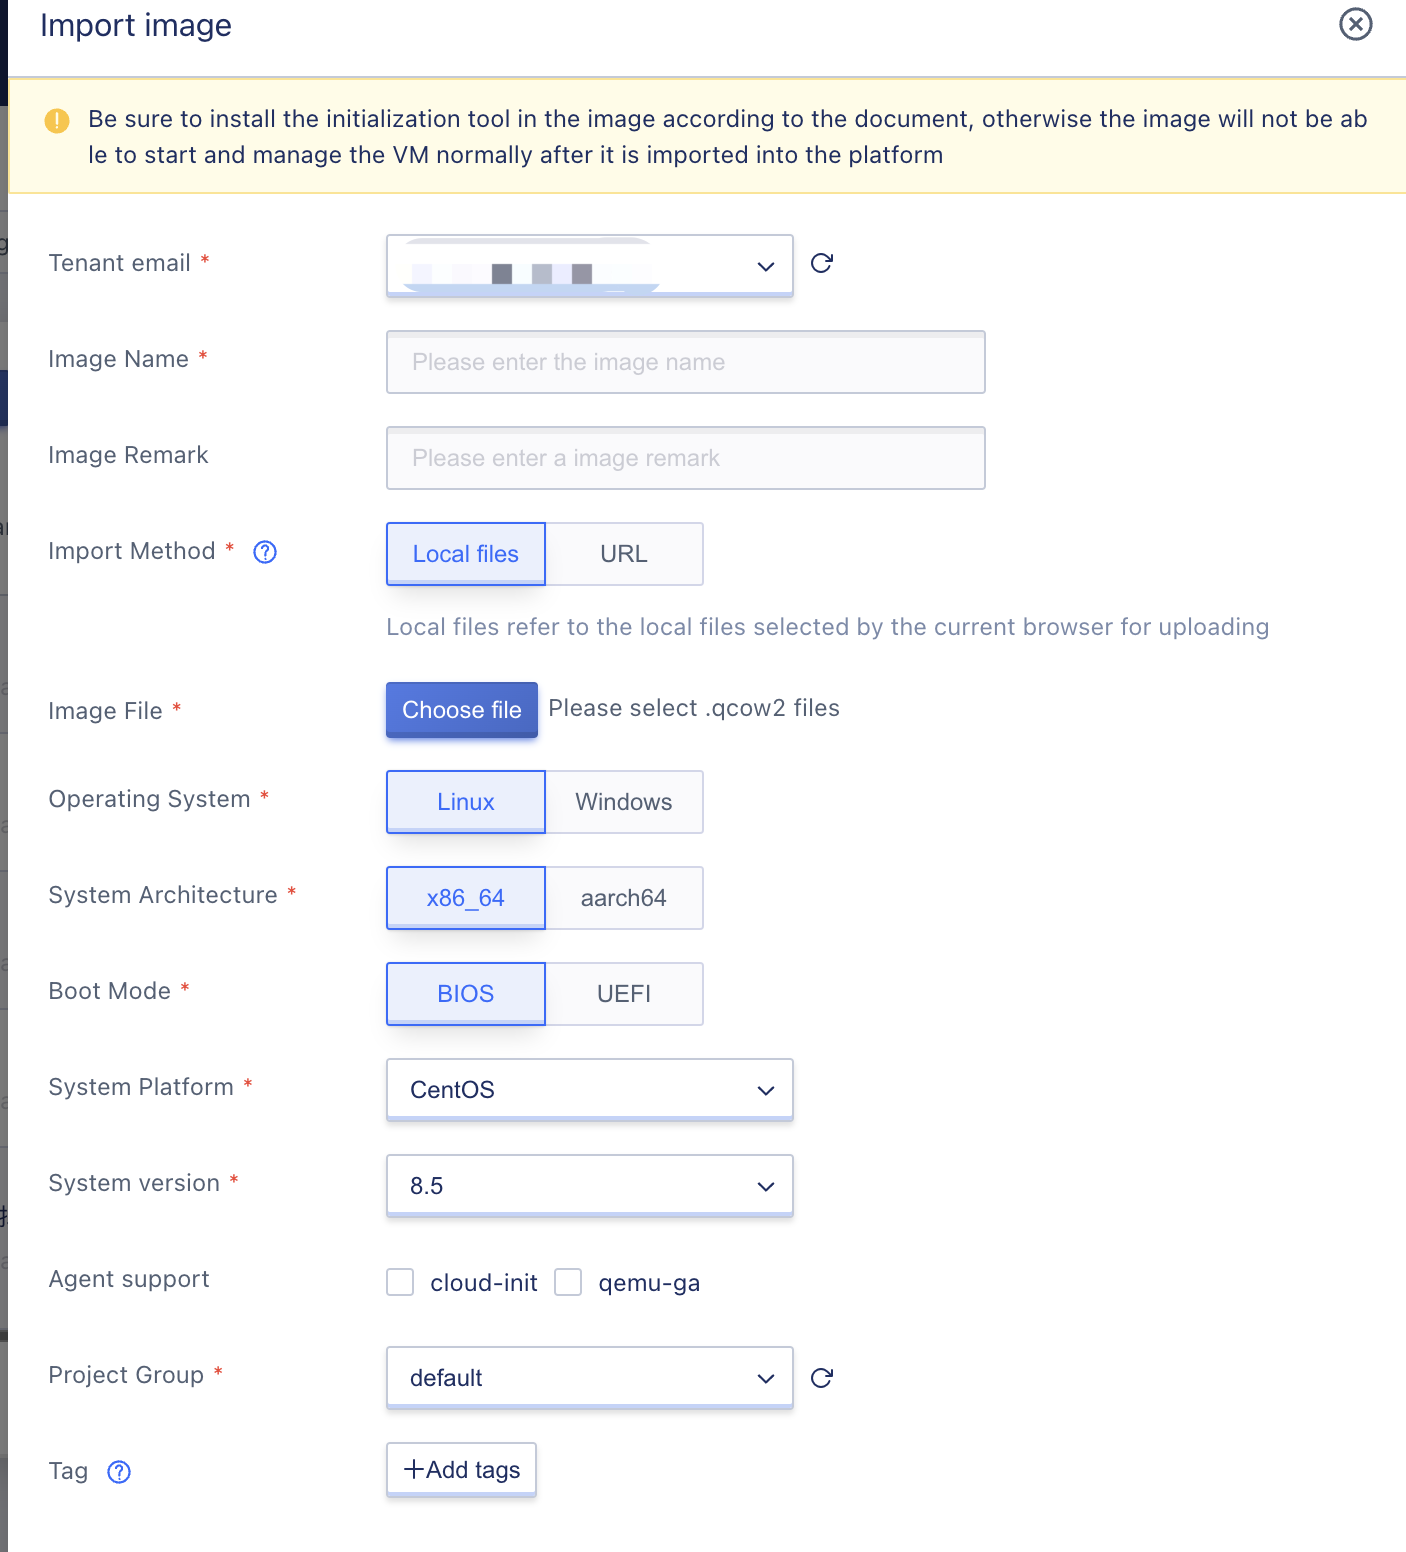 Import image
Be sure to install the initialization tool in the image according to the document, otherwise the image will not be ab
le to start and manage the VM normally after it is imported into the platform
Tenant email *
Image Name * Please enter the image name
Image Remark Please enter a image remark
Import Method * Local files URL
Local files refer to the local files selected by the current browser for uploading
Image File * Choose file Please select .qcow2 files
Operating System * Linux Windows
System Architecture * x86_64 aarch64
Boot Mode * BIOS UEFI
System Platform * CentOS
System version * 8.5
Agent support cloud-init qemu-ga
Project Group * default
Tag +Add tags